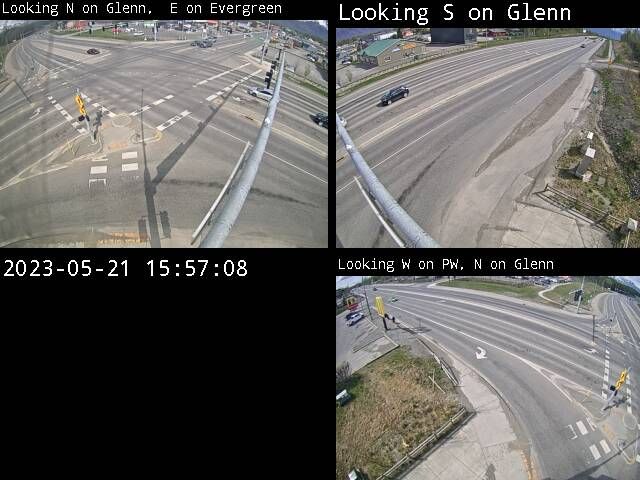 Looking N on Glenn,  E on Evergreen
Looking S on Glenn
2023-05-21 15:57:08
Looking W on PW, N on Glenn